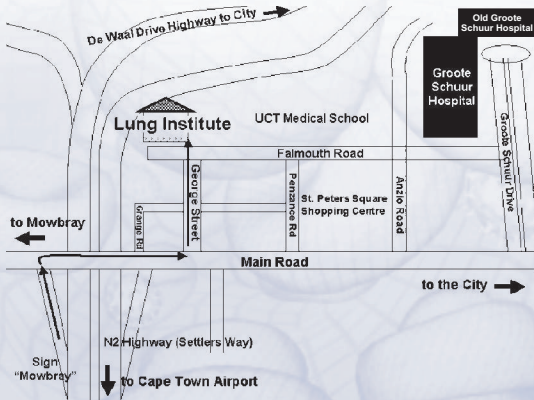 De Waal Drive Highway to City
Old Groote
Schuur Hospital
Groote
Schuur
Hospital
Lung Institute
UCT Medical School
Falmouth Road
George Street
Penzance Rd
St. Peters Square
Shopping Centre
Anzio Road
Groote Schuur Drive
Grange Rd
to Mowbray
Main Road
to the City
N2 Highway (Settlers Way)
Sign
"Mowbray"
to Cape Town Airport